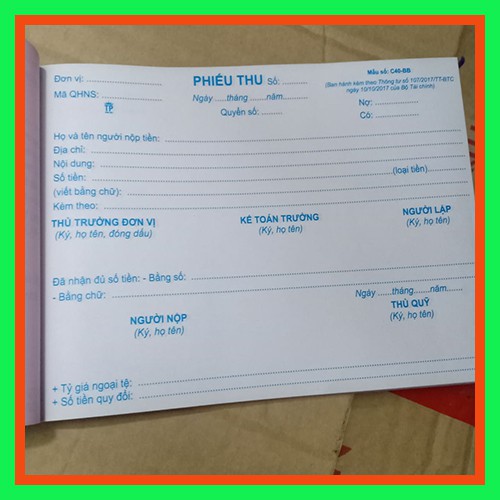 Đơn vị: ............
Mã QHNS: ............
TP
PHIẾU THU Số: ........
Ngày .....tháng ........năm........
Quyển số: ........
Mẫu số: C40-BB
(Ban hành kèm theo Thông tư số 107/2017/TT-BTC
ngày 10/10/2017 của Bộ Tài chính)
Nợ: ............
Có: ............
Họ và tên người nộp tiền: ............
Địa chỉ: ............
Nội dung: ............
Số tiền: ............(loại tiền)............
(viết bằng chữ): ............
Kèm theo: ............
THỦ TRƯỞNG ĐƠN VỊ KẾ TOÁN TRƯỞNG NGƯỜI LẬP
(Ký, họ tên, đóng dấu) (Ký, họ tên) (Ký, họ tên)
Đã nhận đủ số tiền: - Bằng số: ............
- Bằng chữ: ............
Ngày .....tháng.......năm.......
NGƯỜI NỘP THỦ QUỸ
(Ký, họ tên) (Ký, họ tên)
+ Tỷ giá ngoại tệ: ............
+ Số tiền quy đổi: ............